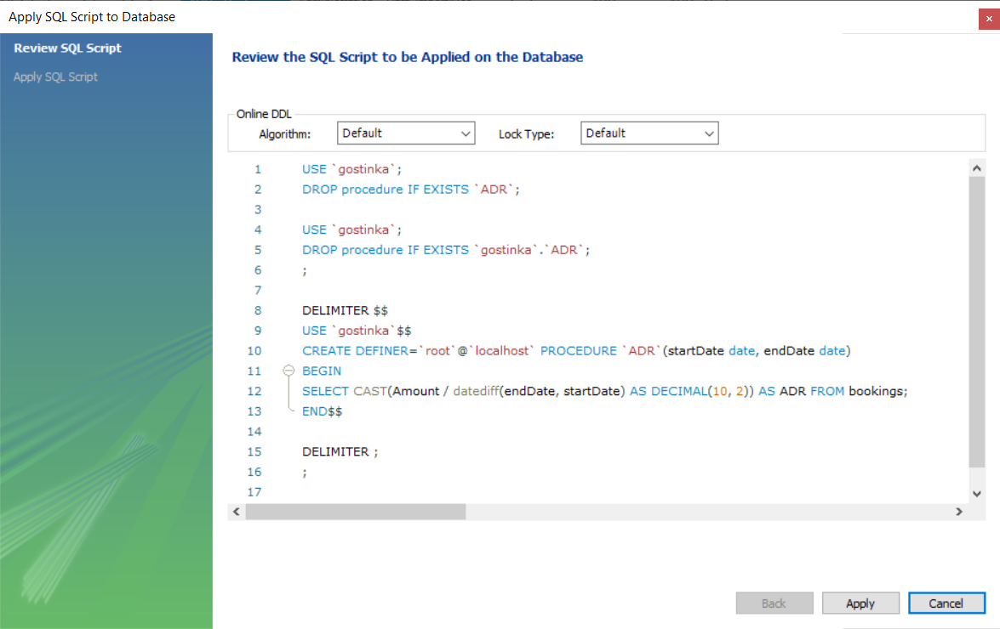 Apply SQL Script to Database
Review SQL Script
Apply SQL Script
Review the SQL Script to be Applied on the Database
Online DDL
Algorithm: Default Lock Type: Default
1 USE `gostinka`;
2 DROP procedure IF EXISTS `ADR`;
3
4 USE `gostinka`;
5 DROP procedure IF EXISTS `gostinka`.`ADR`;
6 ;
7
8 DELIMITER $$
9 USE `gostinka`$$
10 CREATE DEFINER=`root`@`localhost` PROCEDURE `ADR`(startDate date, endDate date)
11 BEGIN
12 SELECT CAST(Amount / datediff(endDate, startDate) AS DECIMAL(10, 2)) AS ADR FROM bookings;
13 END$$
14
15 DELIMITER ;
16 ;
17
Back Apply Cancel